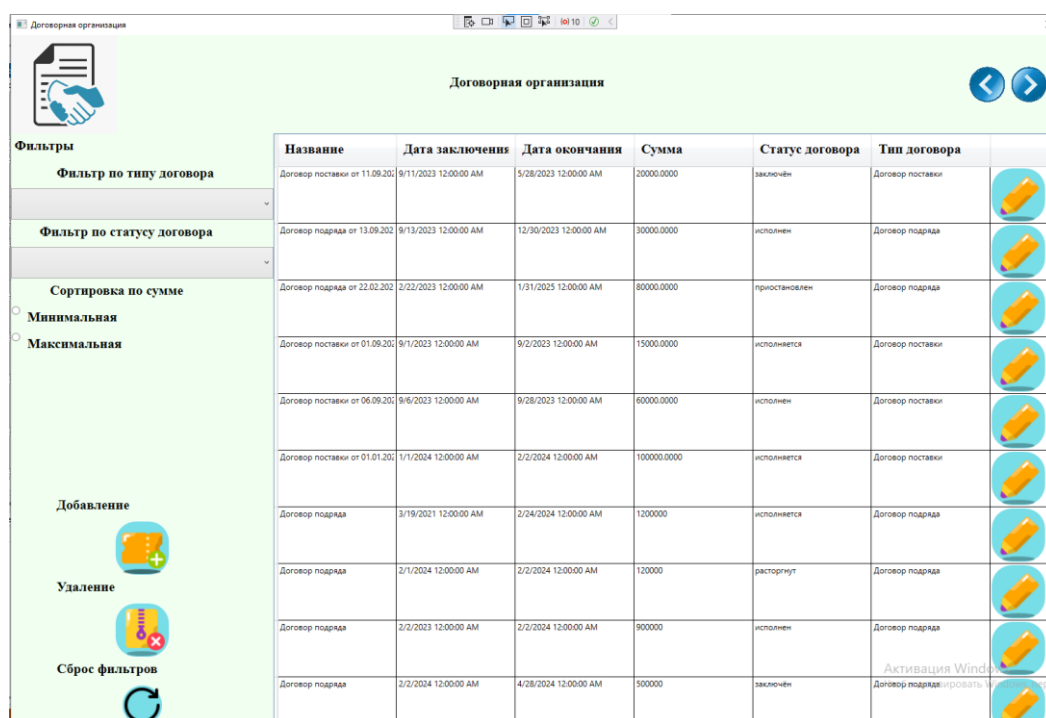 Договорная организация
10
Договорная организация
Фильтры
Фильтр по типу договора
Фильтр по статусу договора
Сортировка по сумме
Минимальная
Максимальная
Добавление
Удаление
Сброс фильтров
Название Дата заключения Дата окончания Сумма Статус договора Тип договора
Договор поставки от 11.09.202 9/11/2023 12:00:00 AM 5/28/2023 12:00:00 AM 20000.0000 заключён Договор поставки
Договор подряда от 13.09.202 9/13/2023 12:00:00 AM 12/30/2023 12:00:00 AM 30000.0000 исполнен Договор подряда
Договор подряда от 22.02.202 2/22/2023 12:00:00 AM 1/31/2025 12:00:00 AM 80000.0000 приостановлен Договор подряда
Договор поставки от 01.09.202 9/1/2023 12:00:00 AM 9/2/2023 12:00:00 AM 15000.0000 исполняется Договор поставки
Договор поставки от 06.09.202 9/6/2023 12:00:00 AM 9/28/2023 12:00:00 AM 60000.0000 исполнен Договор поставки
Договор поставки от 01.01.202 1/1/2024 12:00:00 AM 2/2/2024 12:00:00 AM 100000.0000 исполняется Договор поставки
Договор подряда 3/19/2021 12:00:00 AM 2/24/2024 12:00:00 AM 1200000 исполняется Договор подряда
Договор подряда 2/1/2024 12:00:00 AM 2/2/2024 12:00:00 AM 120000 расторгнут Договор подряда
Договор подряда 2/2/2023 12:00:00 AM 2/2/2024 12:00:00 AM 900000 исполнен Договор подряда
Договор подряда 2/2/2024 12:00:00 AM 4/28/2024 12:00:00 AM 500000 заключён Договор подряда
Активация Windo